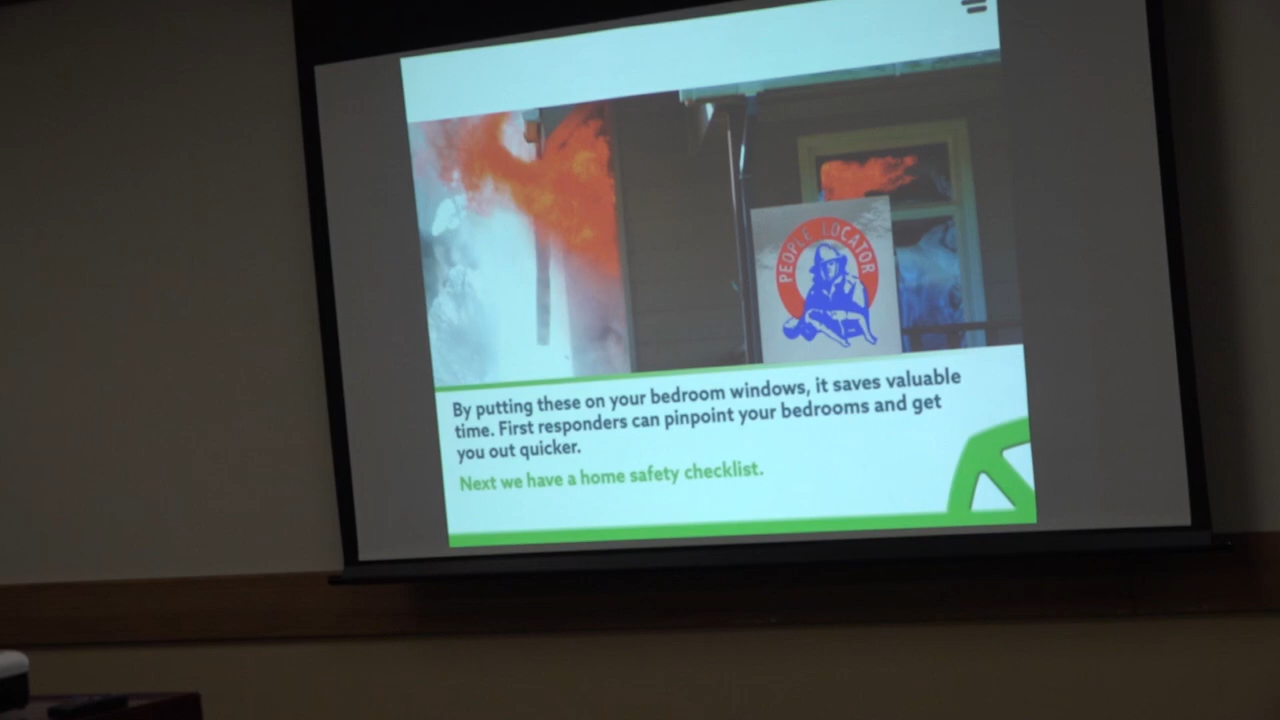 PEOPLE LOCATOR
By putting these on your bedroom windows, it saves valuable
time. First responders can pinpoint your bedrooms and get
you out quicker.
Next we have a home safety checklist.